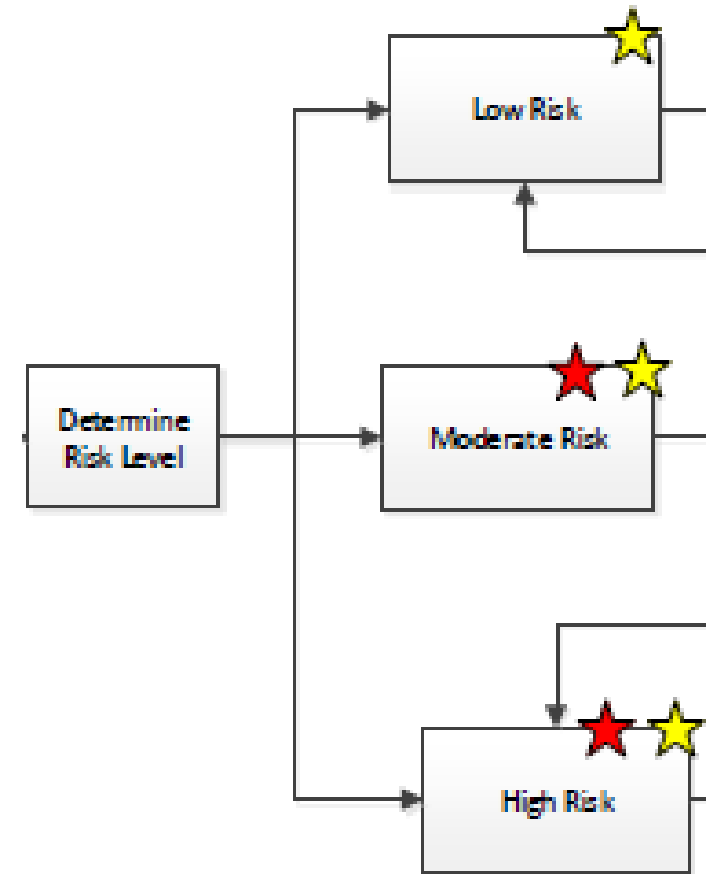 Low Risk
Determine
Risk Level
Moderate Risk
High Risk